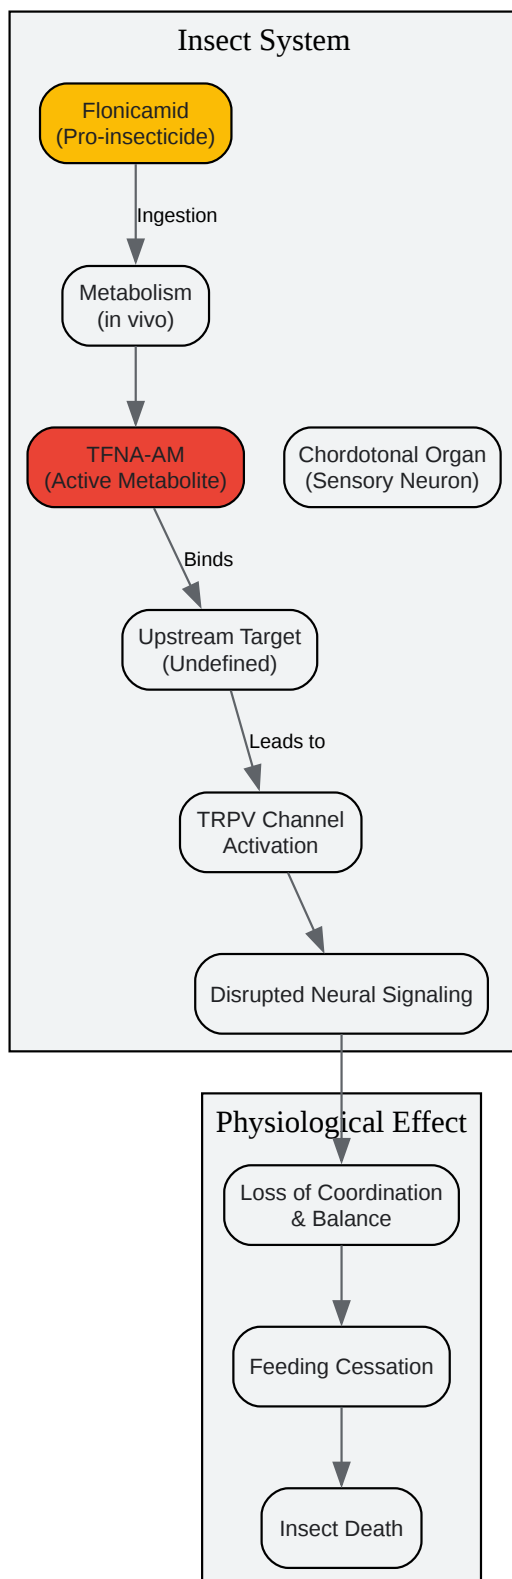 Insect System
Flonicamid
(Pro-insecticide)
Ingestion
Metabolism
(in vivo)
TFNA-AM
(Active Metabolite)
Chordotonal Organ
(Sensory Neuron)
Binds
Upstream Target
(Undefined)
Leads to
TRPV Channel
Activation
Disrupted Neural Signaling
Physiological Effect
Loss of Coordination
& Balance
Feeding Cessation
Insect Death